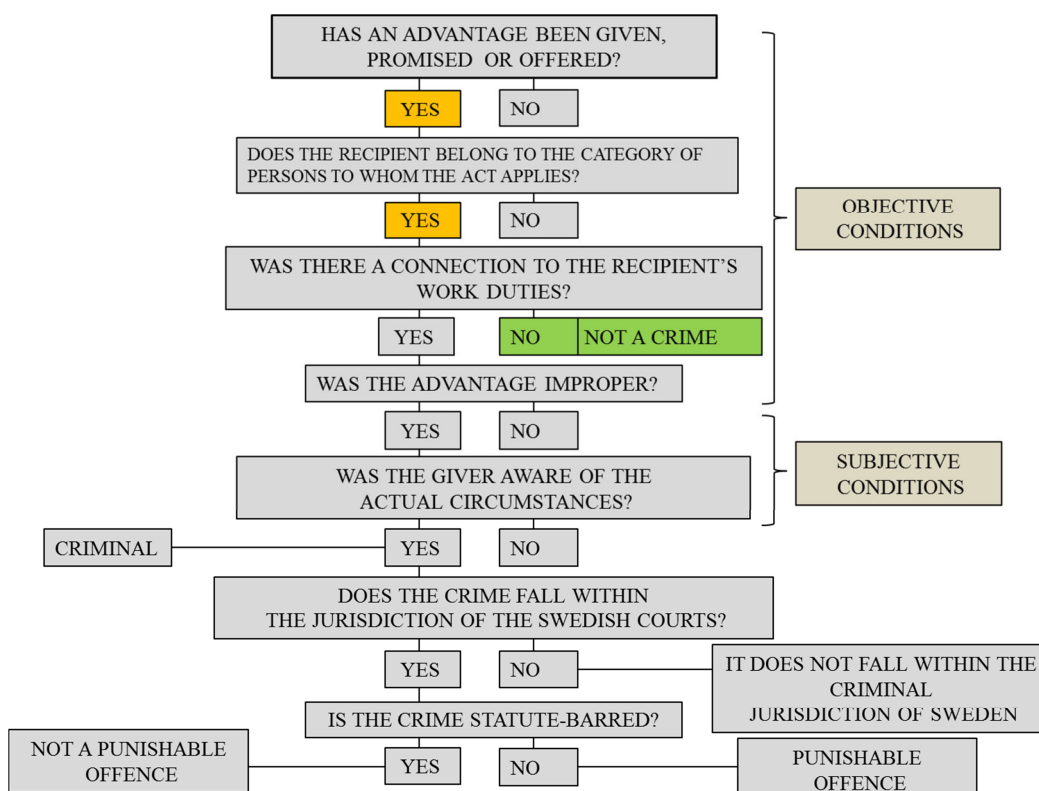 HAS AN ADVANTAGE BEEN GIVEN,
PROMISED OR OFFERED?
YES
NO
DOES THE RECIPIENT BELONG TO THE CATEGORY OF
PERSONS TO WHOM THE ACT APPLIES?
YES
NO
OBJECTIVE
CONDITIONS
WAS THERE A CONNECTION TO THE RECIPIENT'S
WORK DUTIES?
YES
NO
NOT A CRIME
WAS THE ADVANTAGE IMPROPER?
YES
NO
WAS THE GIVER AWARE OF THE
ACTUAL CIRCUMSTANCES?
SUBJECTIVE
CONDITIONS
CRIMINAL
YES
NO
DOES THE CRIME FALL WITHIN
THE JURISDICTION OF THE SWEDISH COURTS?
YES
NO
IT DOES NOT FALL WITHIN THE
CRIMINAL
JURISDICTION OF SWEDEN
IS THE CRIME STATUTE-BARRED?
NOT A PUNISHABLE
OFFENCE
YES
NO
PUNISHABLE
OFFENCE